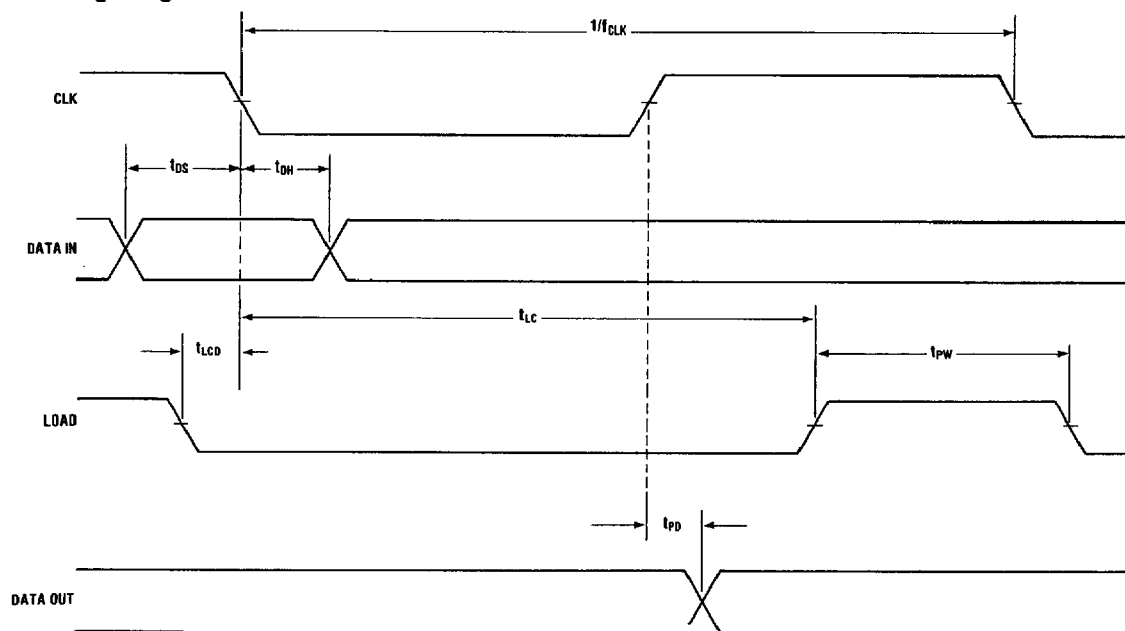 1/fCLK
CLK
tDS
tDH
DATA IN
tLC
tLCD
tPW
LOAD
tPD
DATA OUT